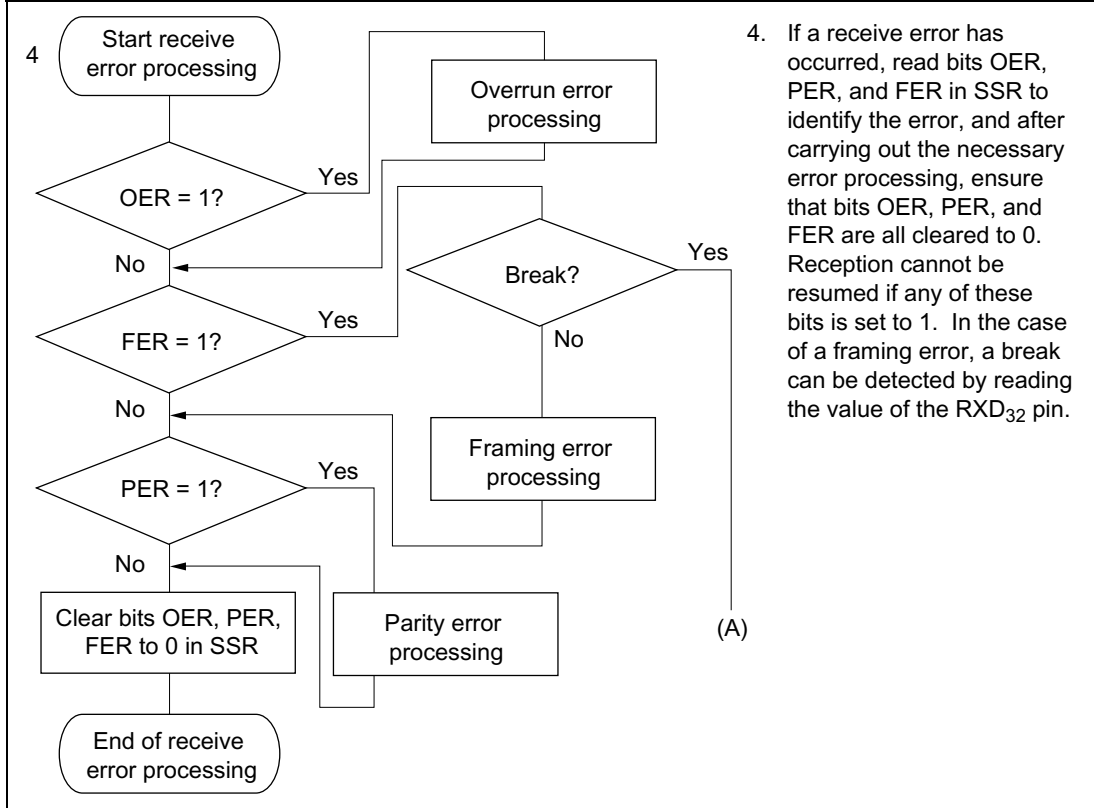 4
Start receive
error processing
OER = 1?
Yes
No
Overrun error
processing
FER = 1?
Yes
No
Break?
Yes
No
Framing error
processing
(A)
PER = 1?
Yes
No
Parity error
processing
Clear bits OER, PER,
FER to 0 in SSR
End of receive
error processing
4. If a receive error has
occurred, read bits OER,
PER, and FER in SSR to
identify the error, and after
carrying out the necessary
error processing, ensure
that bits OER, PER, and
FER are all cleared to 0.
Reception cannot be
resumed if any of these
bits is set to 1. In the case
of a framing error, a break
can be detected by reading
the value of the RXD32 pin.